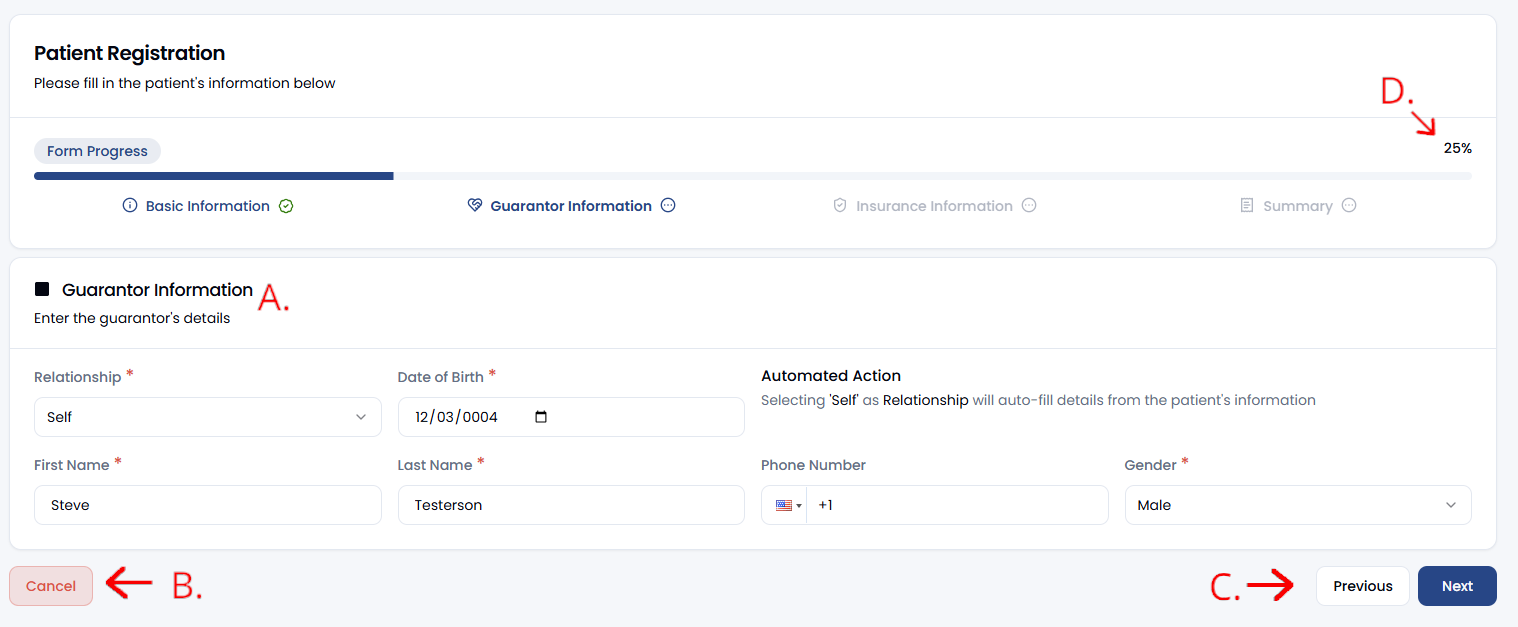 Patient Registration
Please fill in the patient's information below
D.
Form Progress 25%
Basic Information Guarantor Information Insurance Information Summary
Guarantor Information A.
Enter the guarantor's details
Relationship * Date of Birth * Automated Action
Self 12/03/0004 Selecting 'Self' as Relationship will auto-fill details from the patient's information
First Name * Last Name * Phone Number Gender *
Steve Testerson +1 Male
Cancel B. C. Previous Next